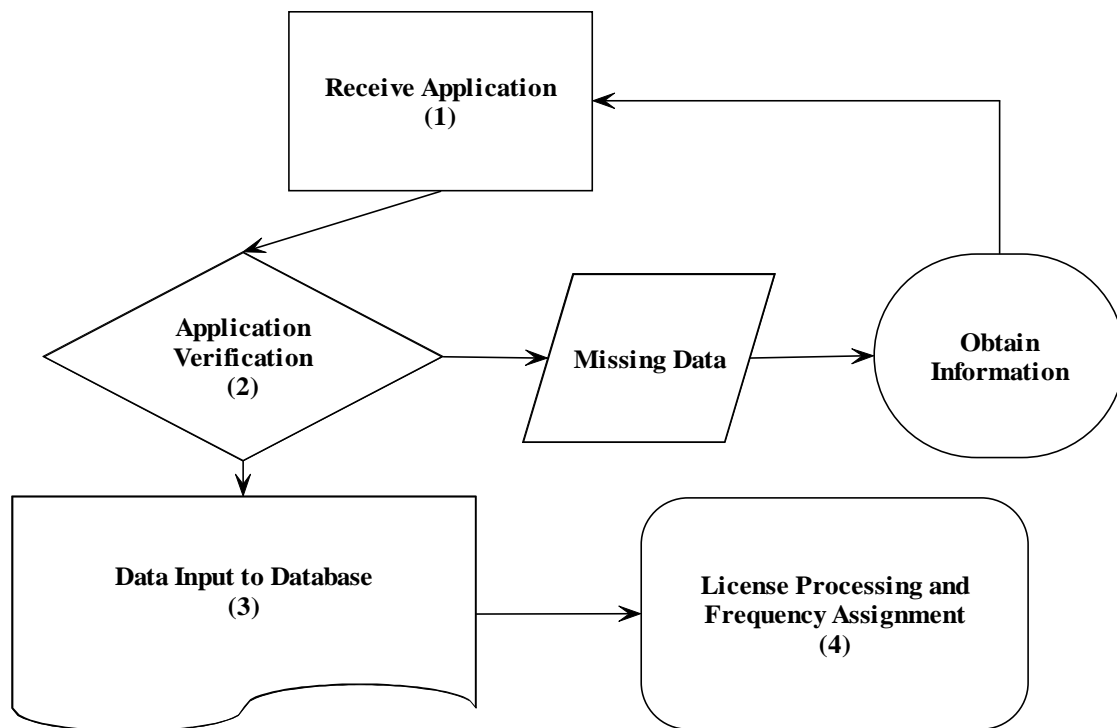 Receive Application
(1)
Application
Verification
(2)
Missing Data
Obtain
Information
Data Input to Database
(3)
License Processing and
Frequency Assignment
(4)